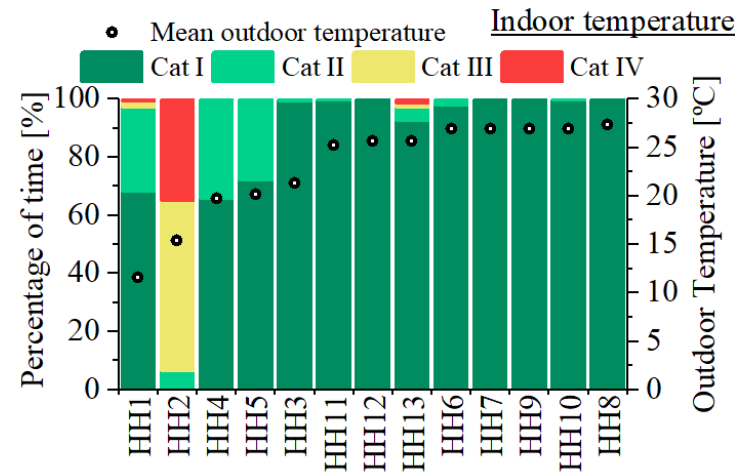 Indoor temperature
Mean outdoor temperature
Cat I Cat II Cat III Cat IV
Percentage of time [%]
100
80
60
40
20
0
30
25
20
15
10
5
0
Outdoor Temperature [ºC]
HH1 HH2 HH4 HH5 HH3 HH11 HH12 HH13 HH6 HH7 HH9 HH10 HH8